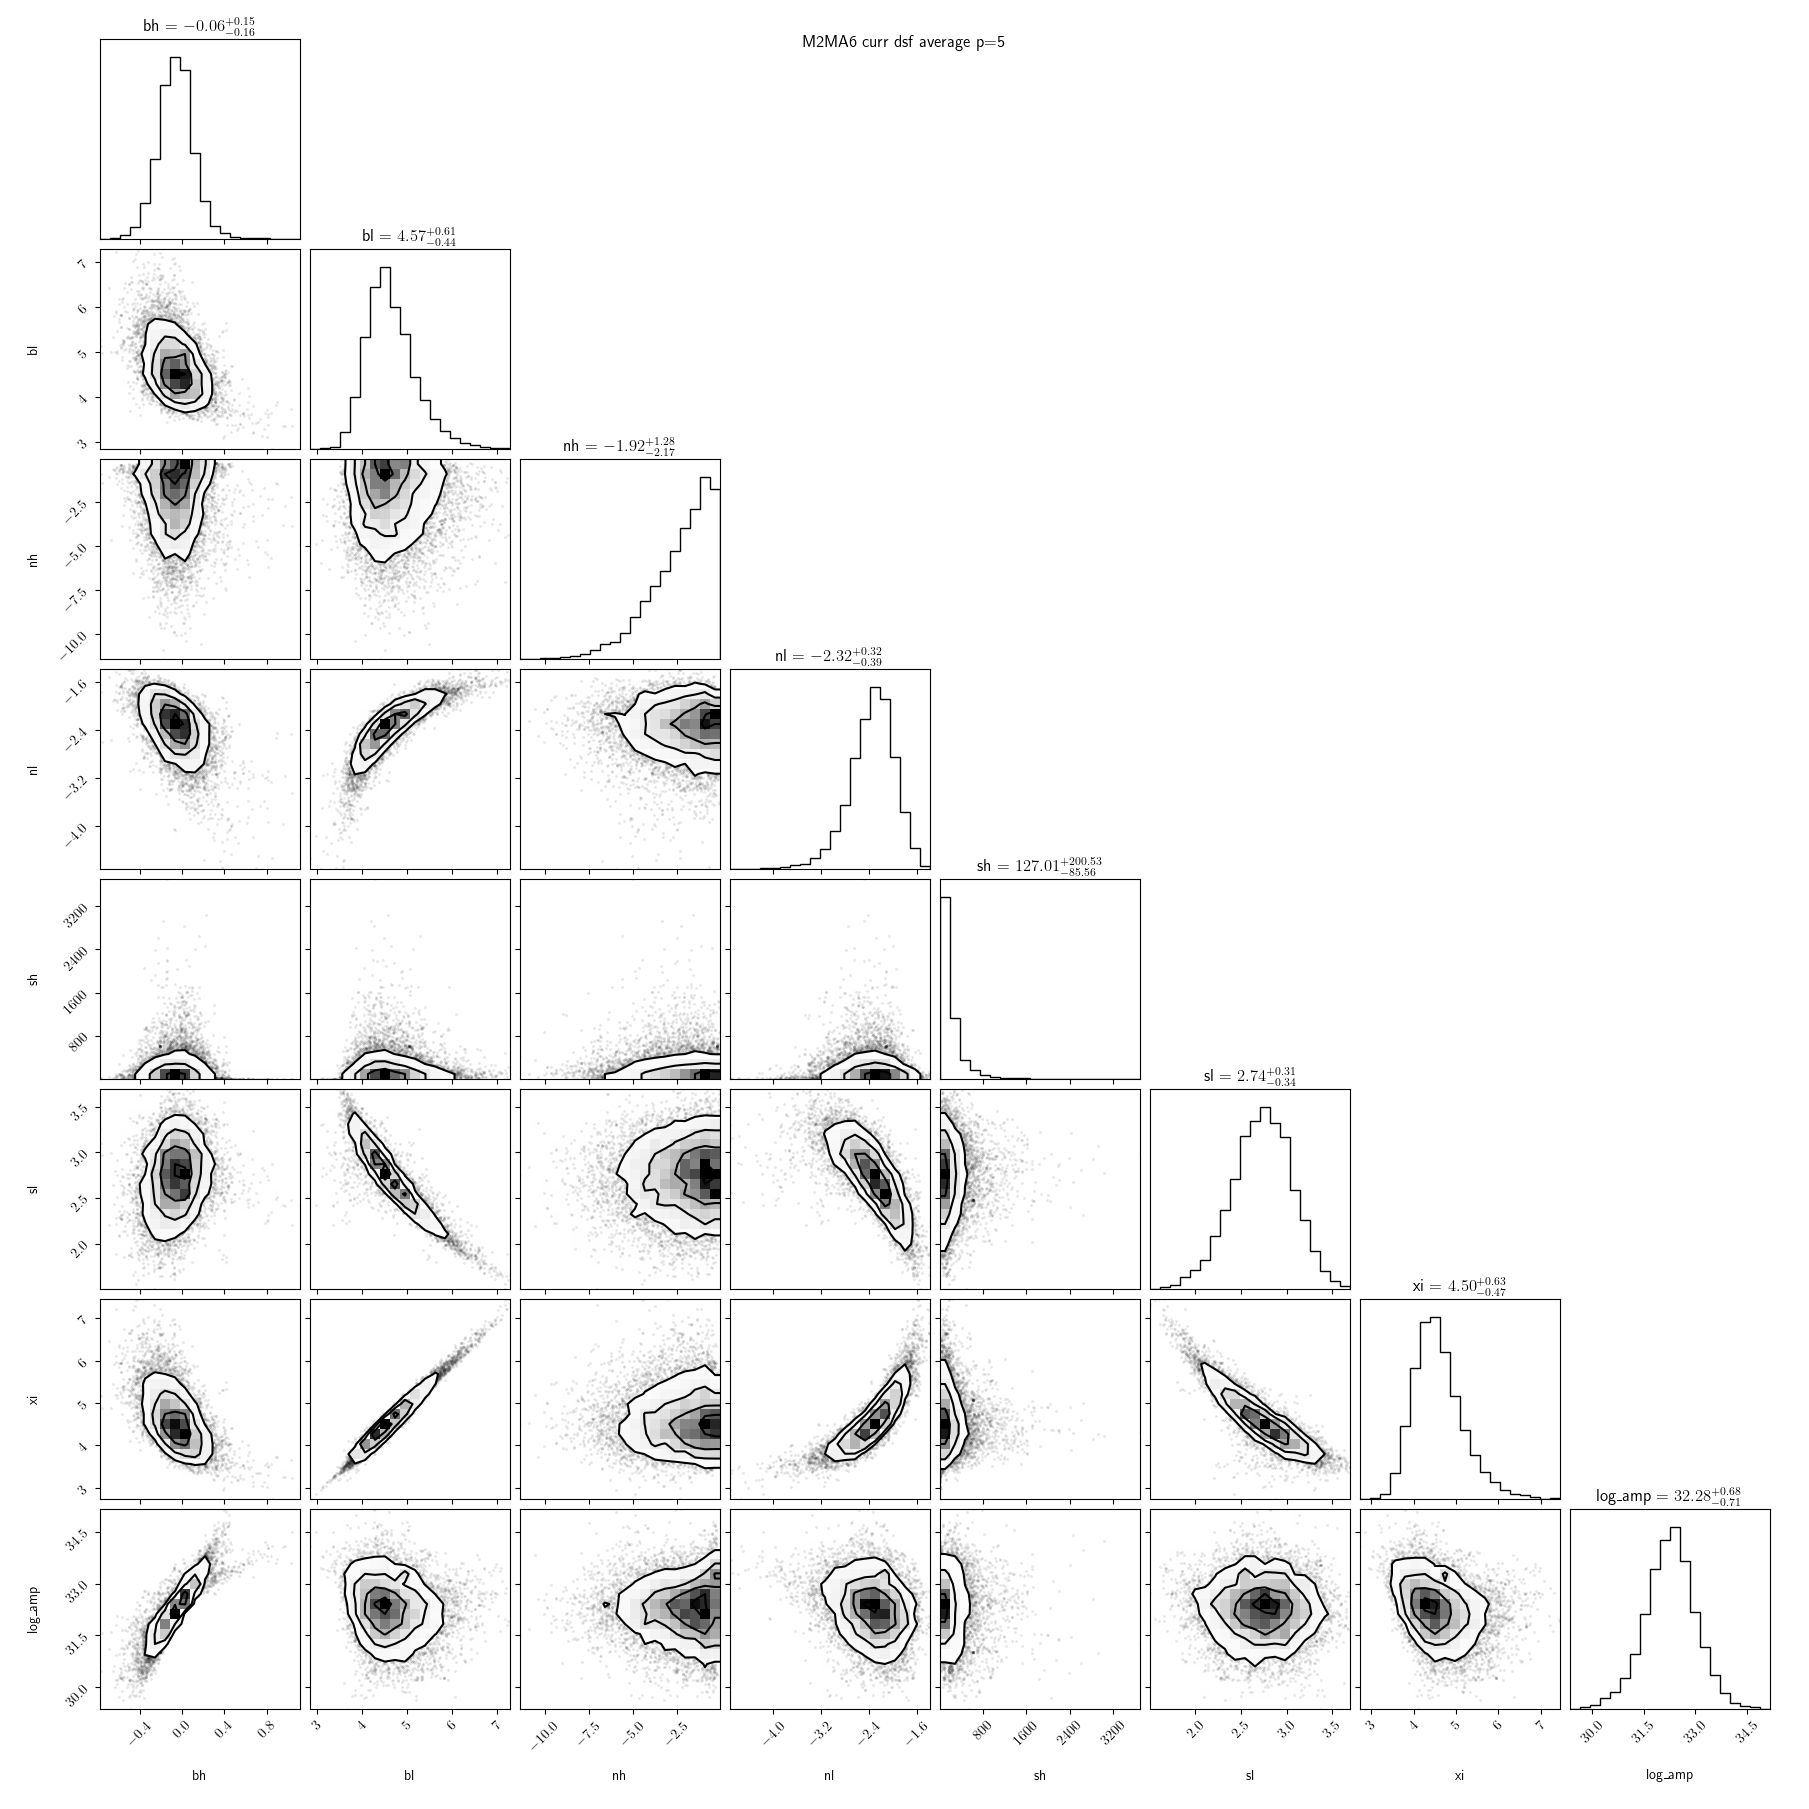 M2MA6 curr dsf average p=5
bh = −0.06^{+0.15}_{−0.16}
bl = 4.57^{+0.61}_{−0.44}
nh = −1.92^{+1.28}_{−2.17}
nl = −2.32^{+0.32}_{−0.39}
sh = 127.01^{+200.53}_{−85.56}
sl = 2.74^{+0.31}_{−0.34}
xi = 4.50^{+0.63}_{−0.47}
log_amp = 32.28^{+0.68}_{−0.71}
7
6
5
4
3
bl
−2.5
−5.0
−7.5
−10.0
nh
−1.6
−2.4
−3.2
−4.0
nl
3200
2400
1600
800
sh
3.5
3.0
2.5
2.0
sl
7
6
5
4
3
xi
34.5
33.0
31.5
30.0
log_amp
−0.4 0.0 0.4 0.8
3 4 5 6 7
−10.0 −7.5 −5.0 −2.5
−4.0 −3.2 −2.4 −1.6
800 1600 2400 3200
2.0 2.5 3.0 3.5
3 4 5 6 7
30.0 31.5 33.0 34.5
bh bl nh nl sh sl xi log_amp